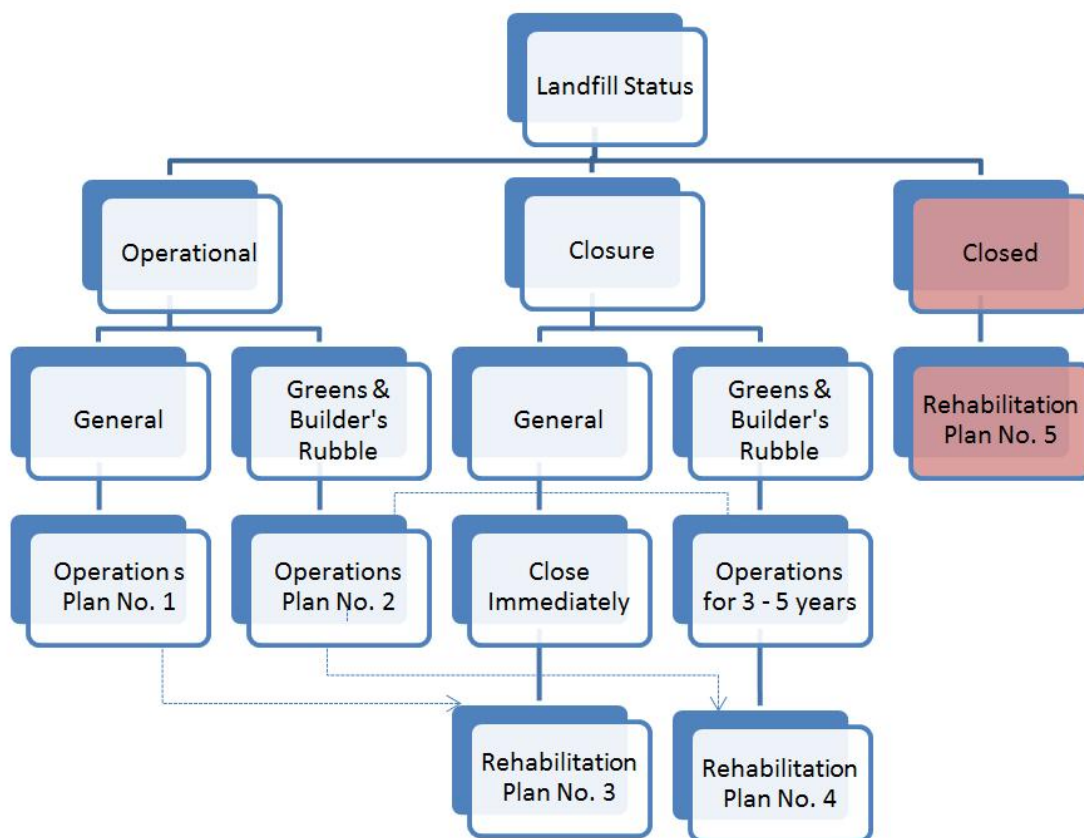 Landfill Status
Operational
Closure
Closed
General
Greens &
Builder's
Rubble
General
Greens &
Builder's
Rubble
Rehabilitation
Plan No. 5
Operations
Plan No. 1
Operations
Plan No. 2
Close
Immediately
Operations
for 3 - 5 years
Rehabilitation
Plan No. 3
Rehabilitation
Plan No. 4